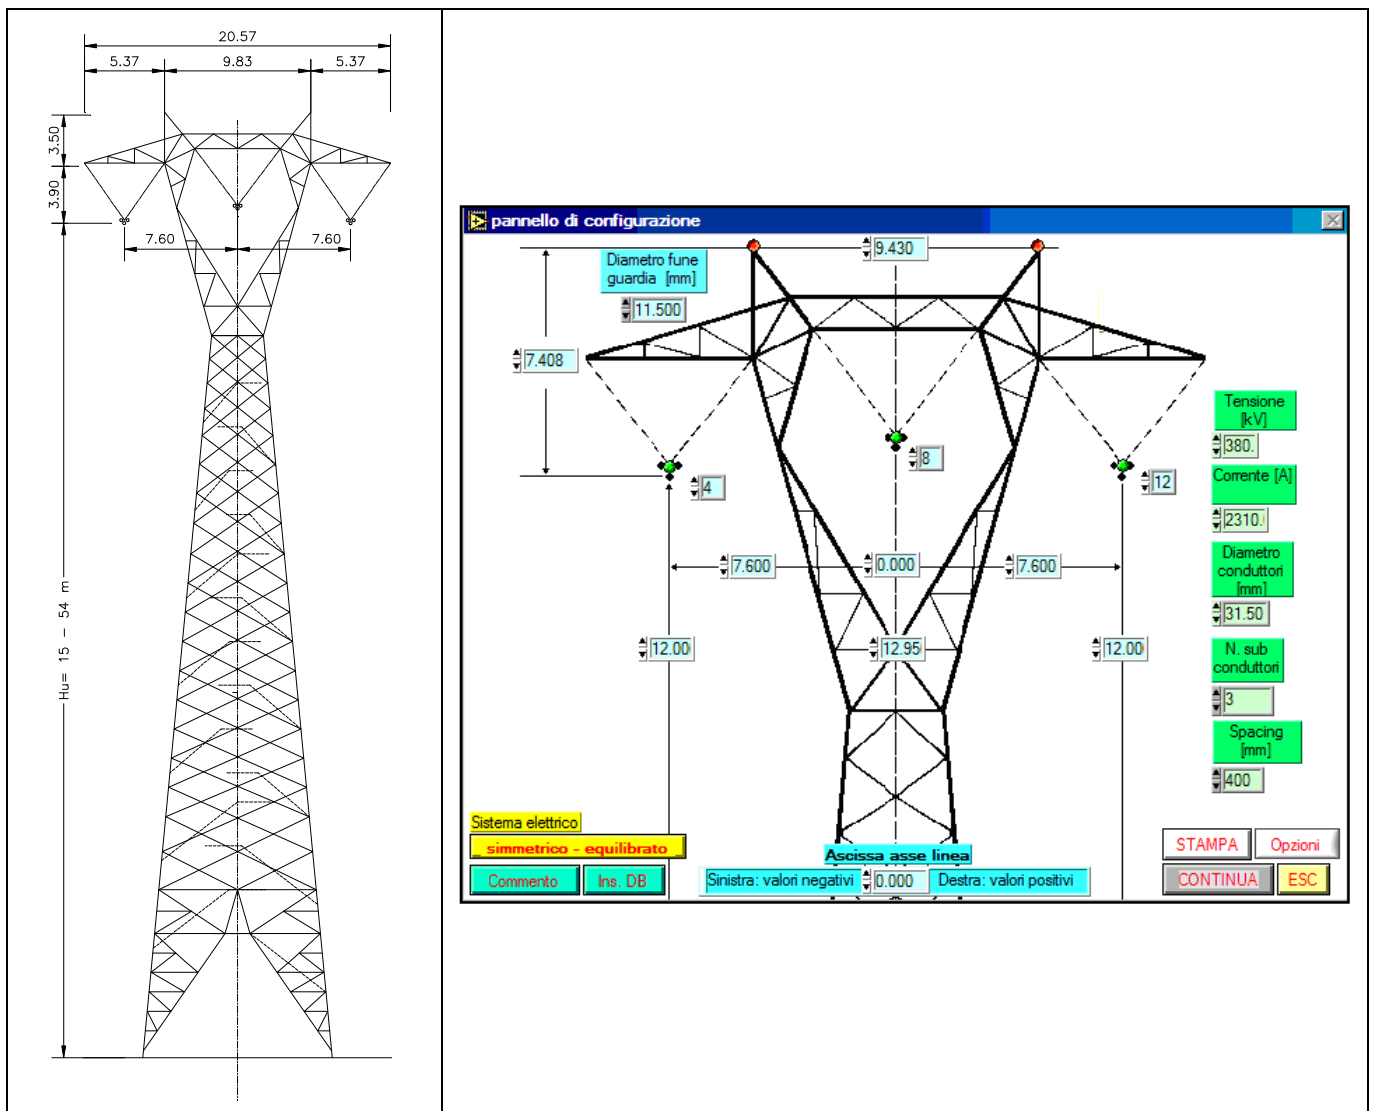 20.57
5.37
9.83
5.37
3.50
3.90
7.60
7.60
Hu= 15 - 54 m
pannello di configurazione
9.430
Diametro fune
guardia [mm]
11.500
7.408
Tensione
[kV]
380.
8
4
12
Corrente [A]
2310.
Diametro
conduttori
[mm]
31.50
7.600
0.000
7.600
12.00
12.95
12.00
N. sub
conduttori
3
Spacing
[mm]
400
Sistema elettrico
_ simmetrico - equilibrato _
Commento
Ins. DB
Ascissa asse linea
Sinistra: valori negativi
0.000
Destra: valori positivi
STAMPA
Opzioni
CONTINUA
ESC